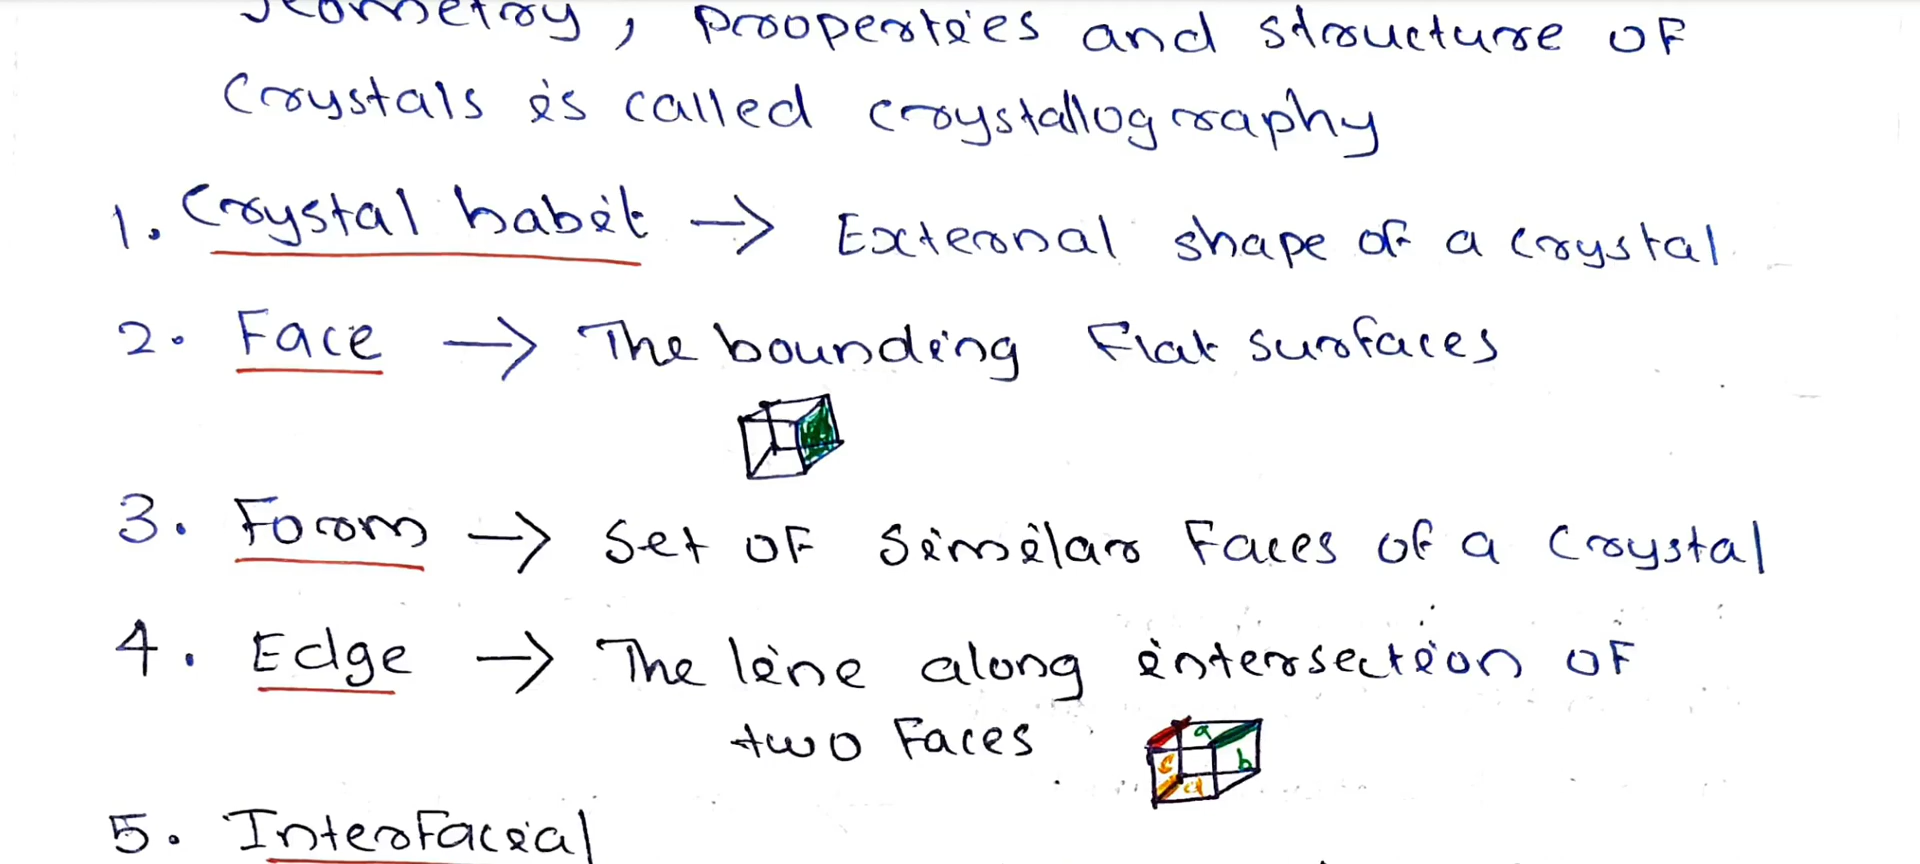 Geometry, properties and structure of
Crystals is called crystallography
1. Crystal habit → External shape of a crystal
2. Face → The bounding flat surfaces
3. Form → Set of similar faces of a crystal
4. Edge → The line along intersection of
two faces
a
c b
d
5. Interfacial